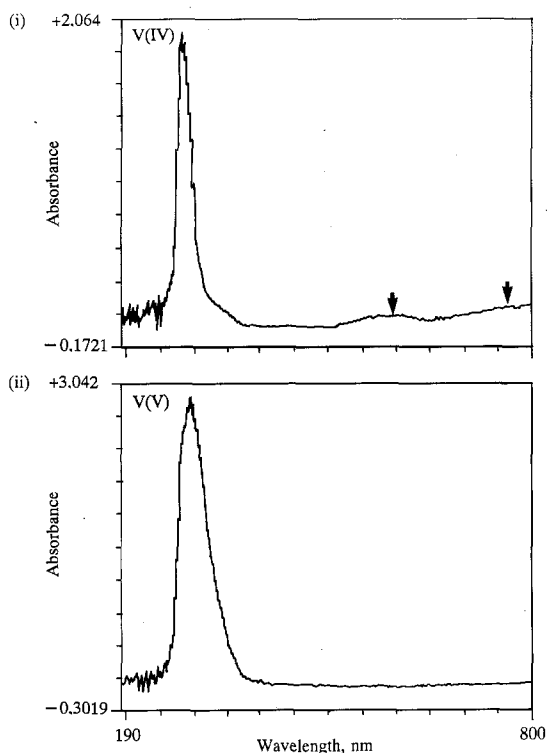 (i)
+2.064
V(IV)
Absorbance
−0.1721
(ii)
+3.042
V(V)
Absorbance
−0.3019
190
800
Wavelength, nm